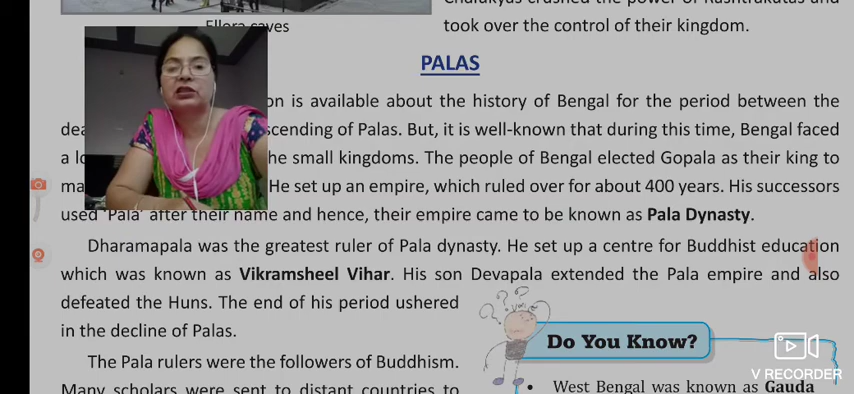 Chalukyas crushed the power of Rashtrakutas and
Ellora caves took over the control of their kingdom.
PALAS
is available about the history of Bengal for the period between the
of Palas. But, it is well-known that during this time, Bengal faced
a he small kingdoms. The people of Bengal elected Gopala as their king to
He set up an empire, which ruled over for about 400 years. His successors
used 'Pala' after their name and hence, their empire came to be known as Pala Dynasty.
Dharamapala was the greatest ruler of Pala dynasty. He set up a centre for Buddhist education
which was known as Vikramsheel Vihar. His son Devapala extended the Pala empire and also
defeated the Huns. The end of his period ushered
in the decline of Palas.
Do You Know?
The Pala rulers were the followers of Buddhism.
Many scholars were sent to distant countries to
• West Bengal was known as Gauda
V RECORDER